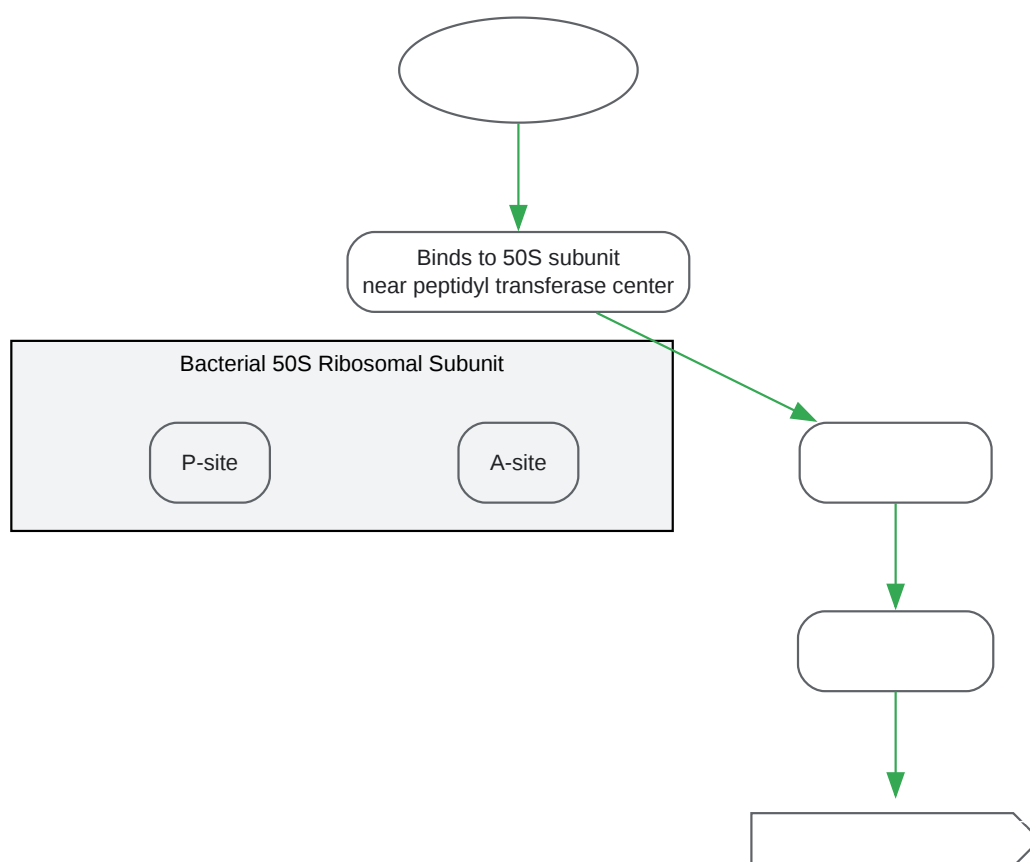 Binds to 50S subunit
near peptidyl transferase center
Bacterial 50S Ribosomal Subunit
P-site
A-site